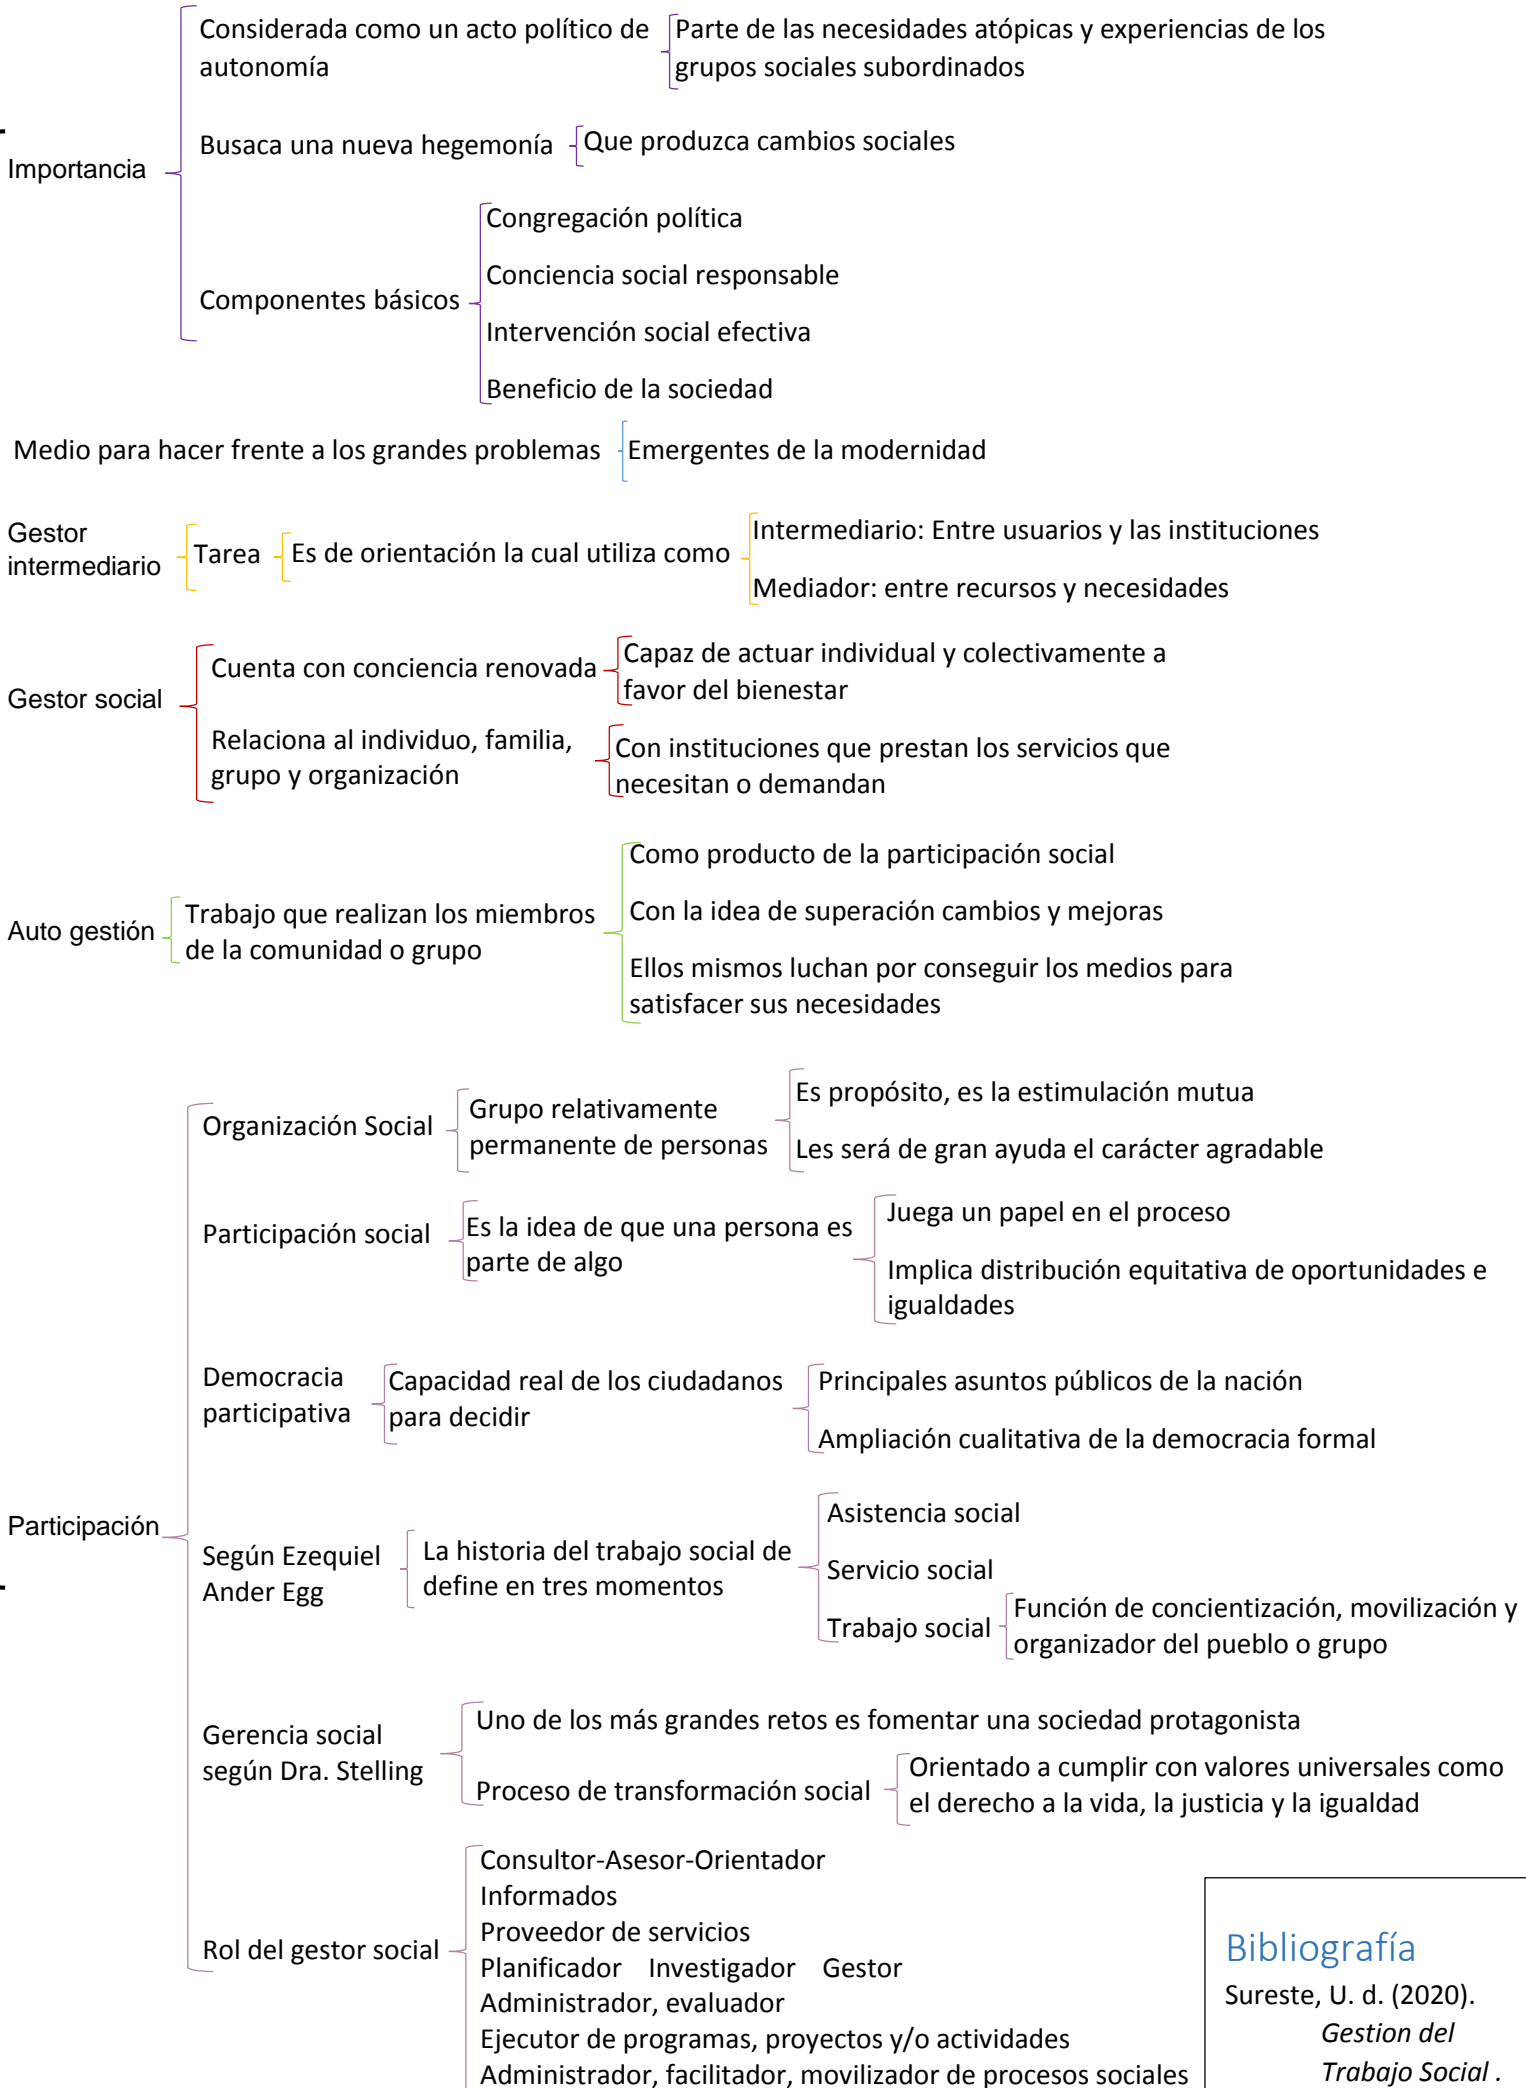 Considerada como un acto político de
autonomía
Parte de las necesidades atópicas y experiencias de los
grupos sociales subordinados
Importancia
Busaca una nueva hegemonía
Que produzca cambios sociales
Componentes básicos
Congregación política
Conciencia social responsable
Intervención social efectiva
Beneficio de la sociedad
Medio para hacer frente a los grandes problemas
Emergentes de la modernidad
Gestor
intermediario
Tarea
Es de orientación la cual utiliza como
Intermediario: Entre usuarios y las instituciones
Mediador: entre recursos y necesidades
Gestor social
Cuenta con conciencia renovada
Capaz de actuar individual y colectivamente a
favor del bienestar
Relaciona al individuo, familia,
grupo y organización
Con instituciones que prestan los servicios que
necesitan o demandan
Auto gestión
Trabajo que realizan los miembros
de la comunidad o grupo
Como producto de la participación social
Con la idea de superación cambios y mejoras
Ellos mismos luchan por conseguir los medios para
satisfacer sus necesidades
Participación
Organización Social
Grupo relativamente
permanente de personas
Es propósito, es la estimulación mutua
Les será de gran ayuda el carácter agradable
Participación social
Es la idea de que una persona es
parte de algo
Juega un papel en el proceso
Implica distribución equitativa de oportunidades e
igualdades
Democracia
participativa
Capacidad real de los ciudadanos
para decidir
Principales asuntos públicos de la nación
Ampliación cualitativa de la democracia formal
Según Ezequiel
Ander Egg
La historia del trabajo social de
define en tres momentos
Asistencia social
Servicio social
Trabajo social
Función de concientización, movilización y
organizador del pueblo o grupo
Gerencia social
según Dra. Stelling
Uno de los más grandes retos es fomentar una sociedad protagonista
Proceso de transformación social
Orientado a cumplir con valores universales como
el derecho a la vida, la justicia y la igualdad
Rol del gestor social
Consultor-Asesor-Orientador
Informados
Proveedor de servicios
Planificador Investigador Gestor
Administrador, evaluador
Ejecutor de programas, proyectos y/o actividades
Administrador, facilitador, movilizador de procesos sociales
Bibliografía
Sureste, U. d. (2020).
Gestion del
Trabajo Social .